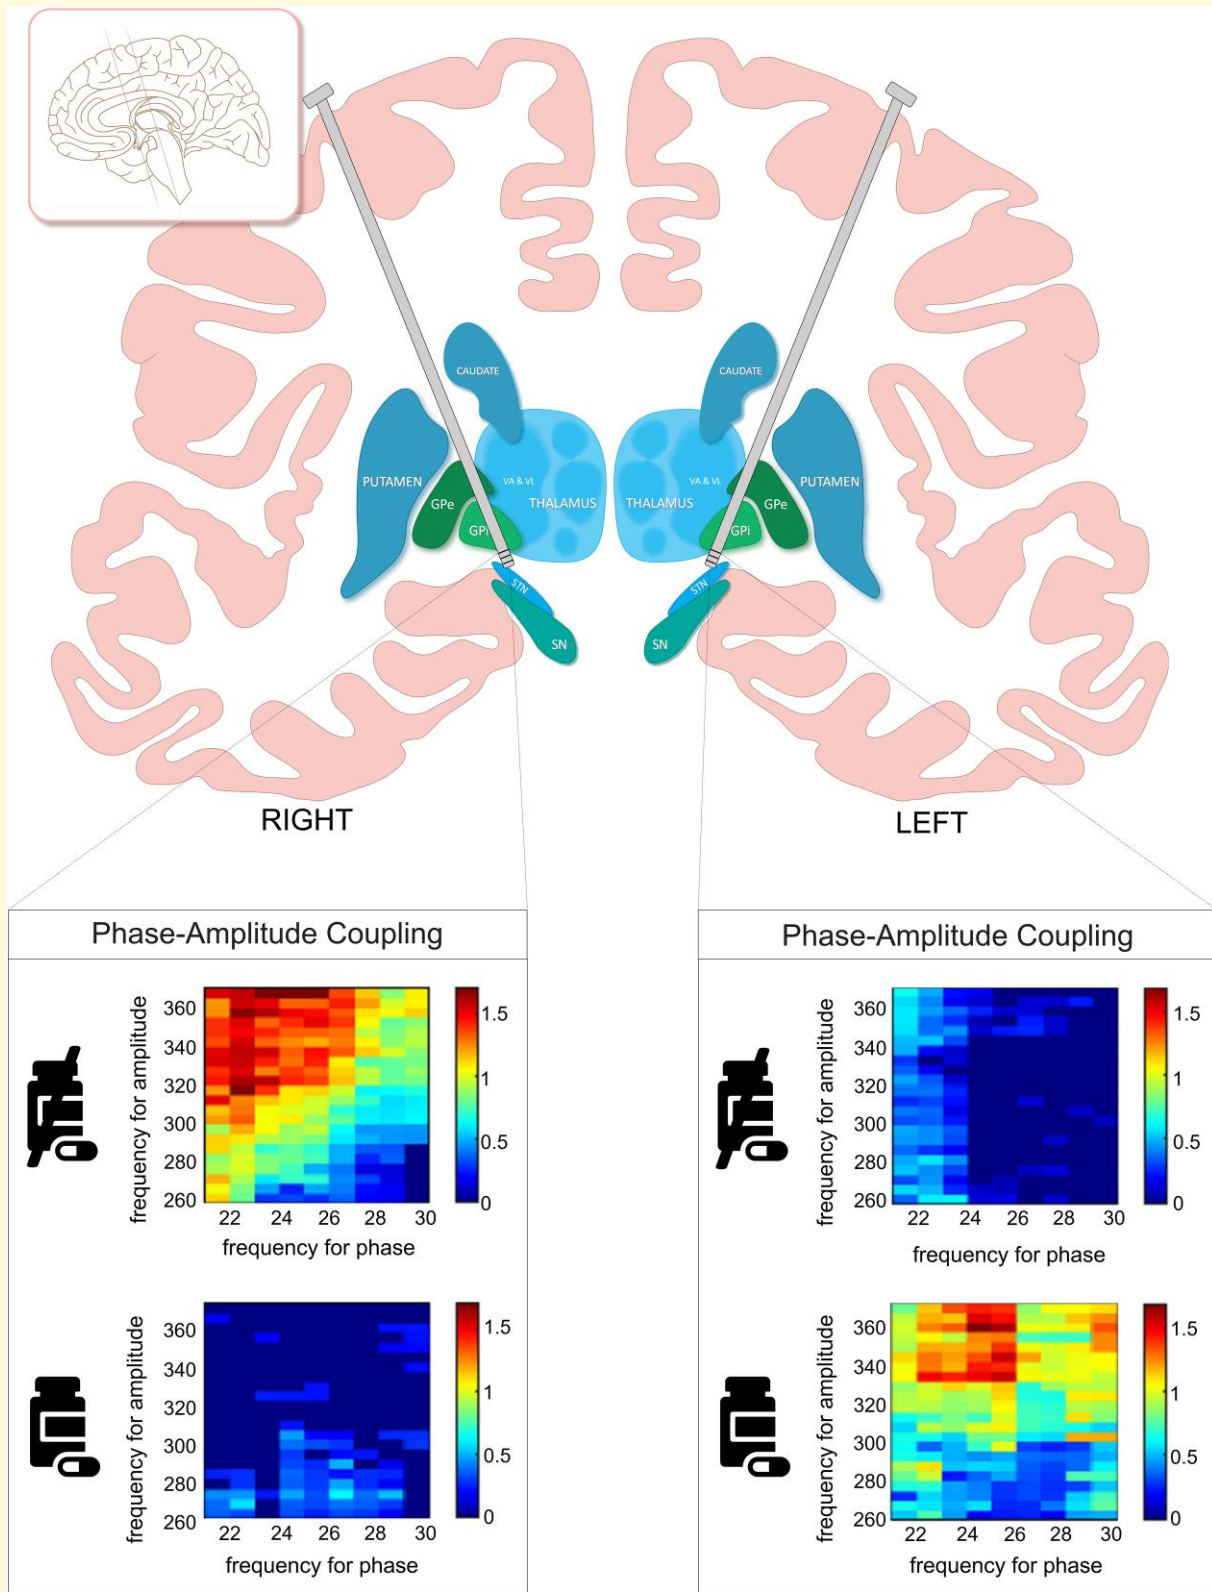 CAUDATE
CAUDATE
PUTAMEN
GPe
GPi
VA & VL
THALAMUS
THALAMUS
VA & VL
GPi
GPe
PUTAMEN
STN
SN
STN
SN
RIGHT
LEFT
Phase-Amplitude Coupling
frequency for amplitude
360
340
320
300
280
260
22 24 26 28 30
frequency for phase
1.5
1
0.5
0
frequency for amplitude
360
340
320
300
280
260
22 24 26 28 30
frequency for phase
1.5
1
0.5
0
Phase-Amplitude Coupling
frequency for amplitude
360
340
320
300
280
260
22 24 26 28 30
frequency for phase
1.5
1
0.5
0
frequency for amplitude
360
340
320
300
280
260
22 24 26 28 30
frequency for phase
1.5
1
0.5
0